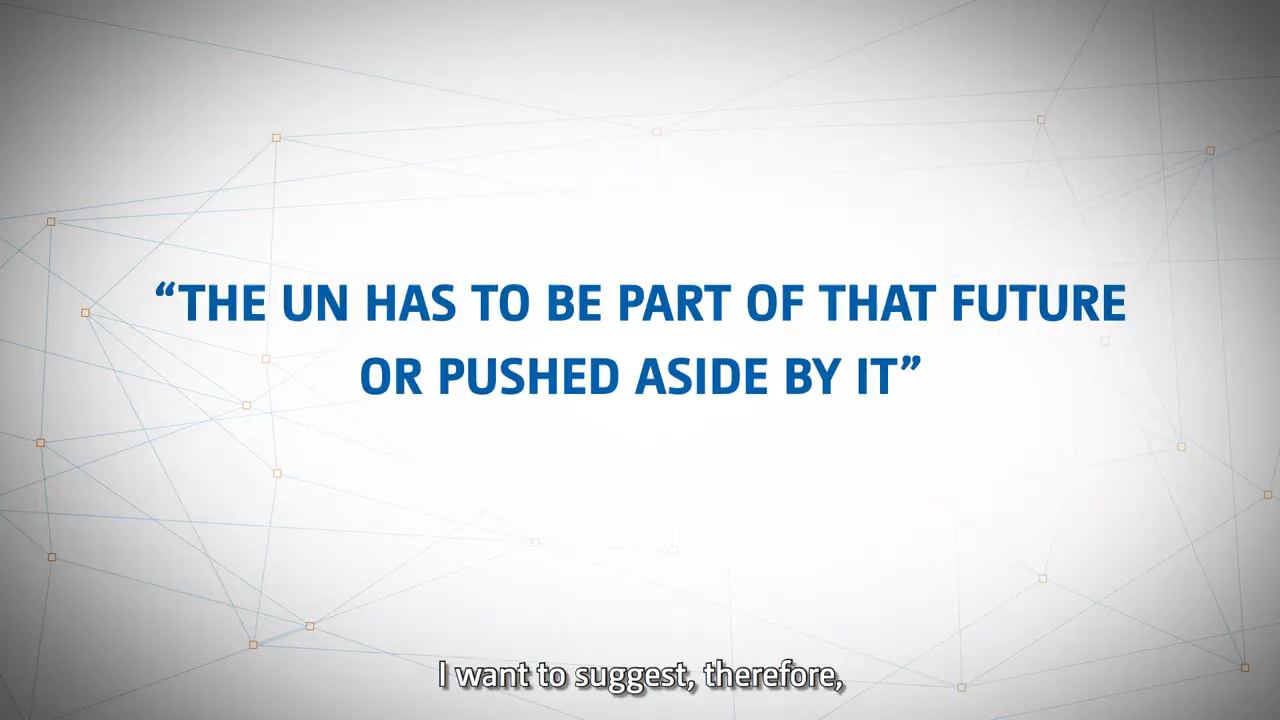 “THE UN HAS TO BE PART OF THAT FUTURE
OR PUSHED ASIDE BY IT”
I want to suggest, therefore,